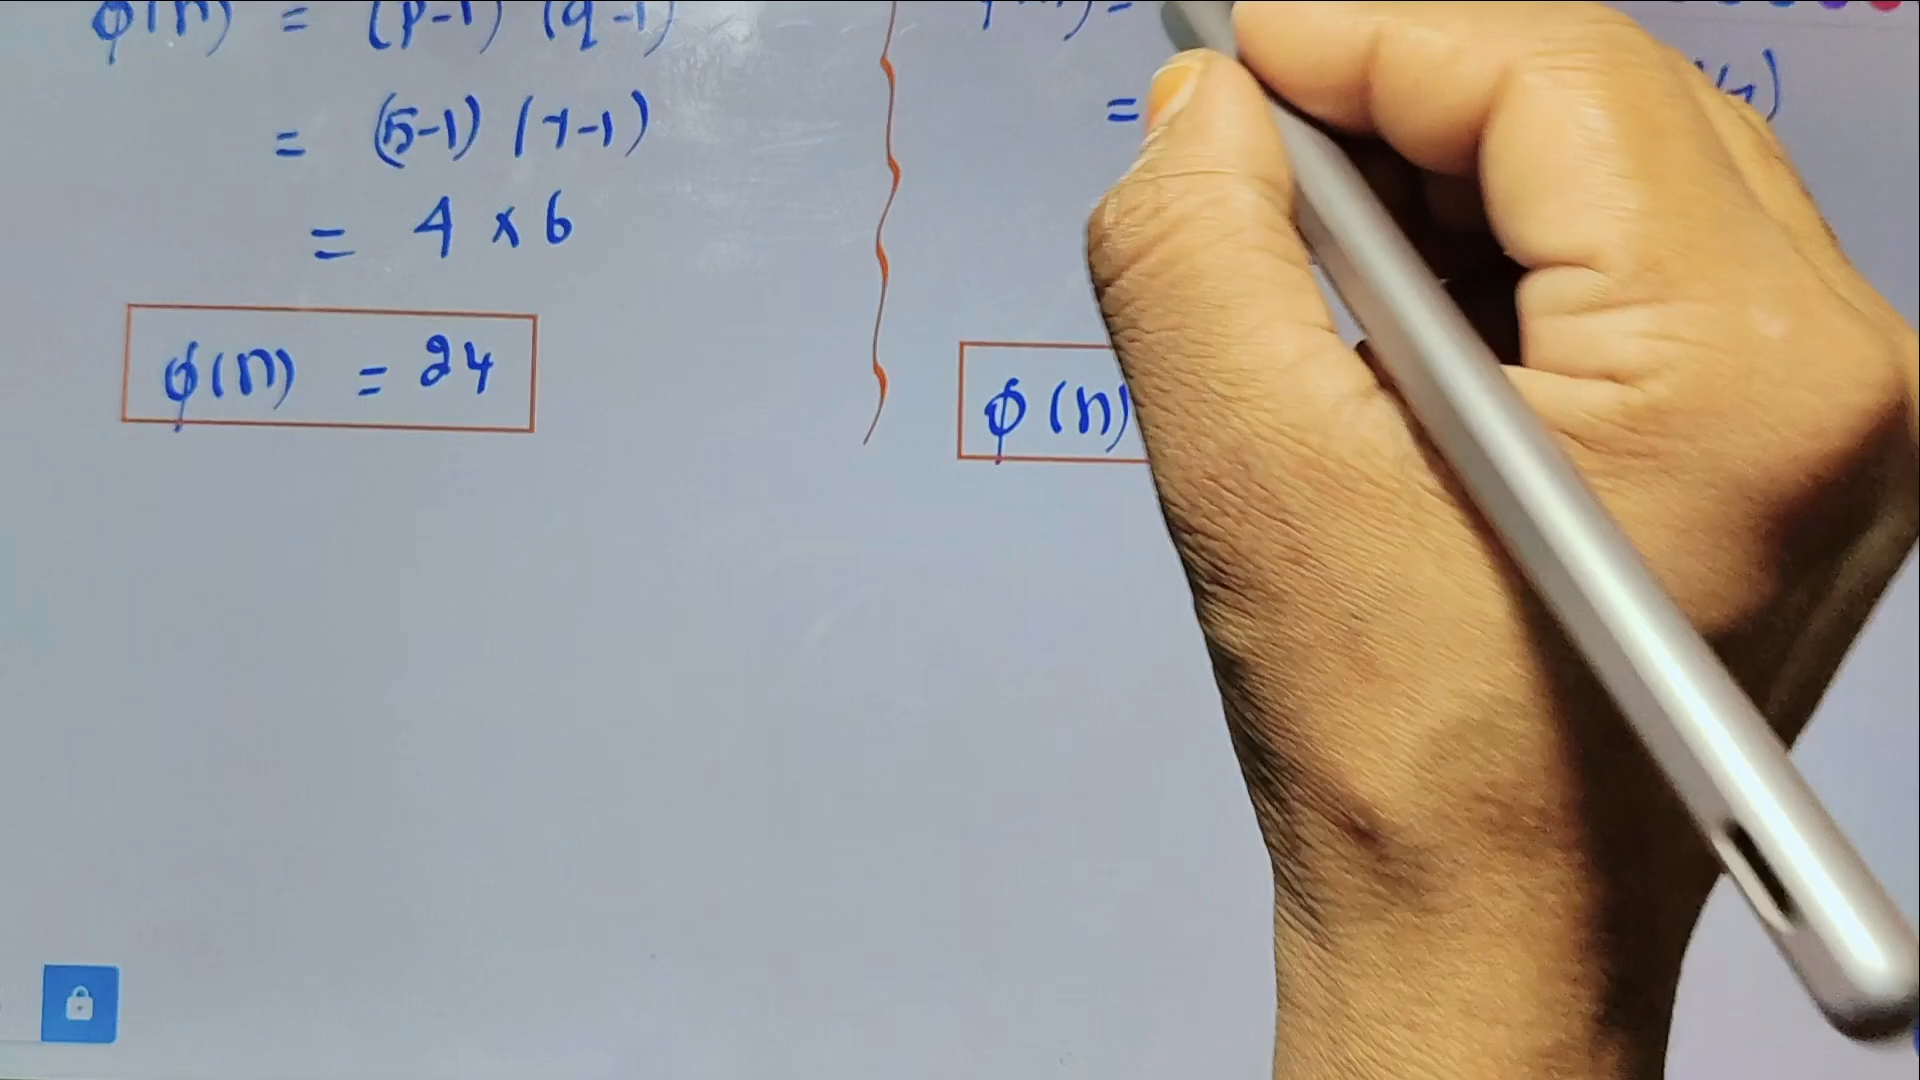 ϕ(n) = (p-1) (q-1)
= (5-1) (7-1)
= 4 × 6
ϕ(n) = 24
=
ϕ(n)